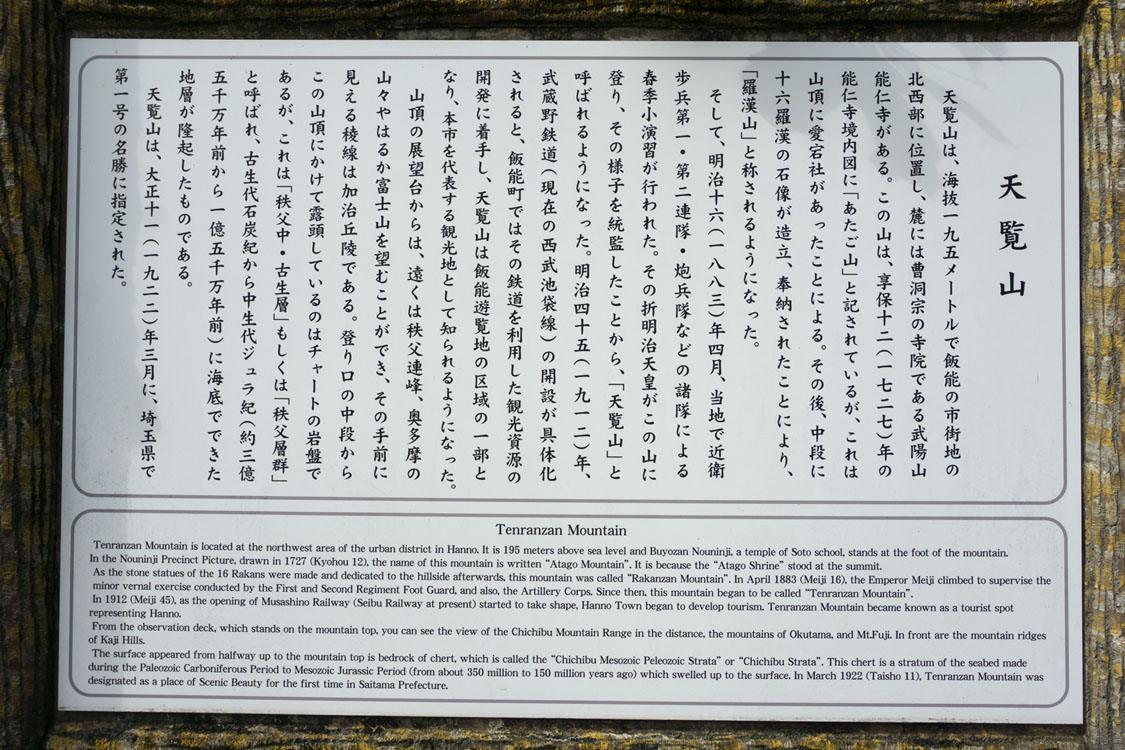 天覧山
天覧山は、海抜一九五メートルで飯能の市街地の
北西部に位置し、麓には曹洞宗の寺院である武陽山
能仁寺がある。この山は、享保十二(一七二七)年の
能仁寺境内図に「あたご山」と記されているが、これは
山頂に愛宕社があったことによる。その後、中段に
十六羅漢の石像が造立、奉納されたことにより、
「羅漢山」と称されるようになった。
そして、明治十六(一八八三)年四月、当地で近衛
歩兵第一・第二連隊・炮兵隊などの諸隊による
春季小演習が行われた。その折明治天皇がこの山に
登り、その様子を統監したことから、「天覧山」と
呼ばれるようになった。明治四十五(一九一二)年、
武蔵野鉄道(現在の西武池袋線)の開設が具体化
されると、飯能町ではその鉄道を利用した観光資源の
開発に着手し、天覧山は飯能遊覧地の区域の一部と
なり、本市を代表する観光地として知られるようになった。
山頂の展望台からは、遠くは秩父連峰、奥多摩の
山々やはるか富士山を望むことができ、その手前に
見える稜線は加治丘陵である。登り口の中段から
この山頂にかけて露頭しているのはチャートの岩盤で
あるが、これは「秩父中・古生層」もしくは「秩父層群」
と呼ばれ、古生代石炭紀から中生代ジュラ紀(約三億
五千万年前から一億五千万年前)に海底でできた
地層が隆起したものである。
天覧山は、大正十一(一九二二)年三月に、埼玉県で
第一号の名勝に指定された。
Tenranzan Mountain
Tenranzan Mountain is located at the northwest area of the urban district in Hanno. It is 195 meters above sea level and Buyozan Nouninji, a temple of Soto school, stands at the foot of the mountain.
In the Nouninji Precinct Picture, drawn in 1727 (Kyohou 12), the name of this mountain is written "Atago Mountain". It is because the "Atago Shrine" stood at the summit.
As the stone statues of the 16 Rakans were made and dedicated to the hillside afterwards, this mountain was called "Rakanzan Mountain". In April 1883 (Meiji 16), the Emperor Meiji climbed to supervise the
minor vernal exercise conducted by the First and Second Regiment Foot Guard, and also, the Artillery Corps. Since then, this mountain began to be called "Tenranzan Mountain".
In 1912 (Meiji 45), as the opening of Musashino Railway (Seibu Railway at present) started to take shape, Hanno Town began to develop tourism. Tenranzan Mountain became known as a tourist spot
representing Hanno.
From the observation deck, which stands on the mountain top, you can see the view of the Chichibu Mountain Range in the distance, the mountains of Okutama, and Mt.Fuji. In front are the mountain ridges
of Kaji Hills.
The surface appeared from halfway up to the mountain top is bedrock of chert, which is called the "Chichibu Mesozoic Peleozoic Strata" or "Chichibu Strata". This chert is a stratum of the seabed made
during the Paleozoic Carboniferous Period to Mesozoic Jurassic Period (from about 350 million to 150 million years ago) which swelled up to the surface. In March 1922 (Taisho 11), Tenranzan Mountain was
designated as a place of Scenic Beauty for the first time in Saitama Prefecture.